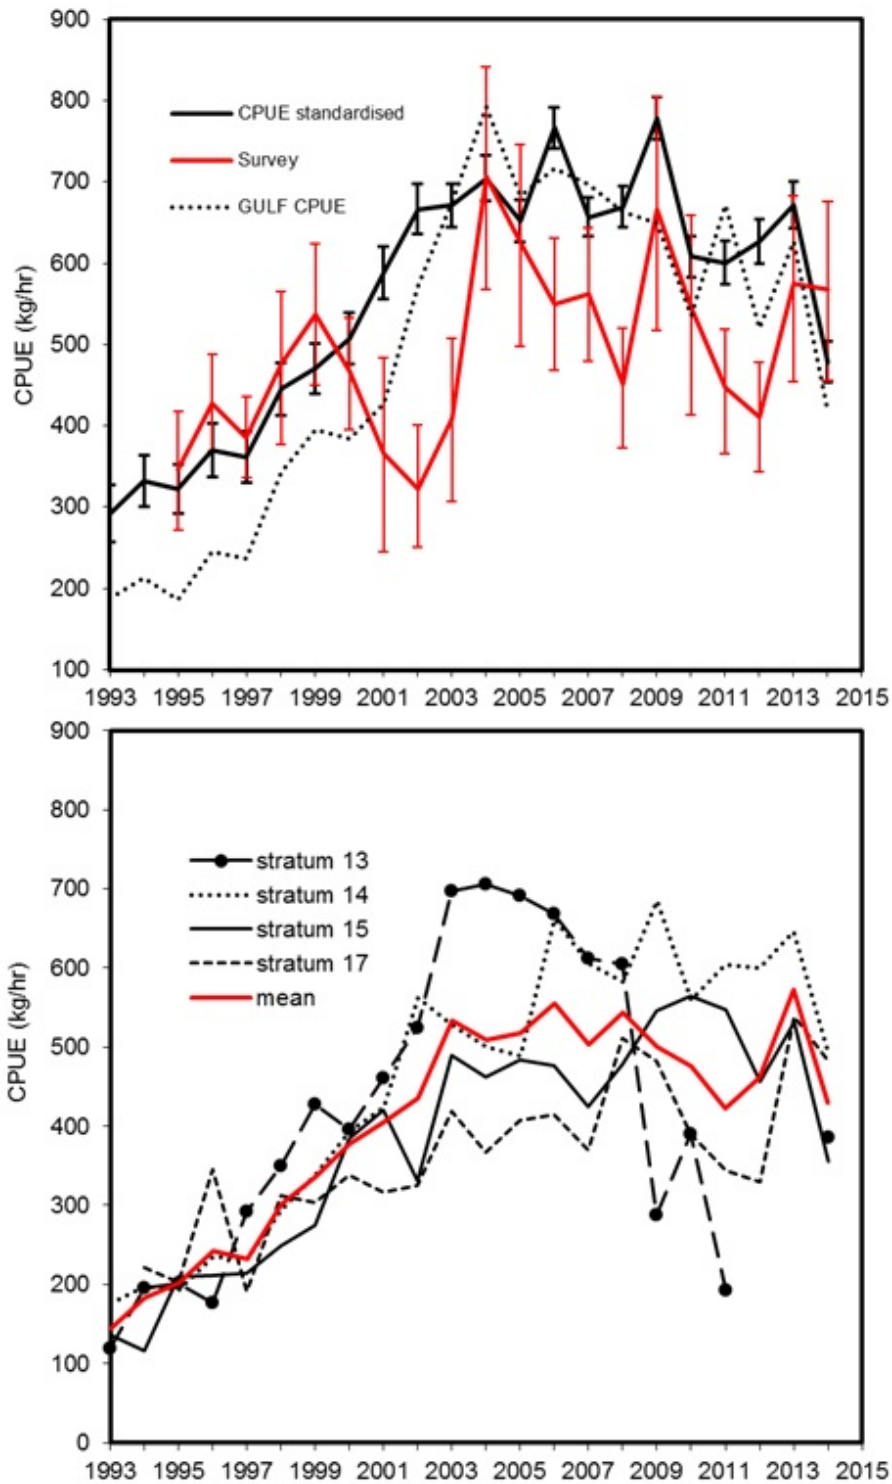 900
800
700
600
500
400
300
200
100
CPUE (kg/hr)
CPUE standardised
Survey
GULF CPUE
1993 1995 1997 1999 2001 2003 2005 2007 2009 2011 2013 2015
900
800
700
600
500
400
300
200
100
0
CPUE (kg/hr)
stratum 13
stratum 14
stratum 15
stratum 17
mean
1993 1995 1997 1999 2001 2003 2005 2007 2009 2011 2013 2015